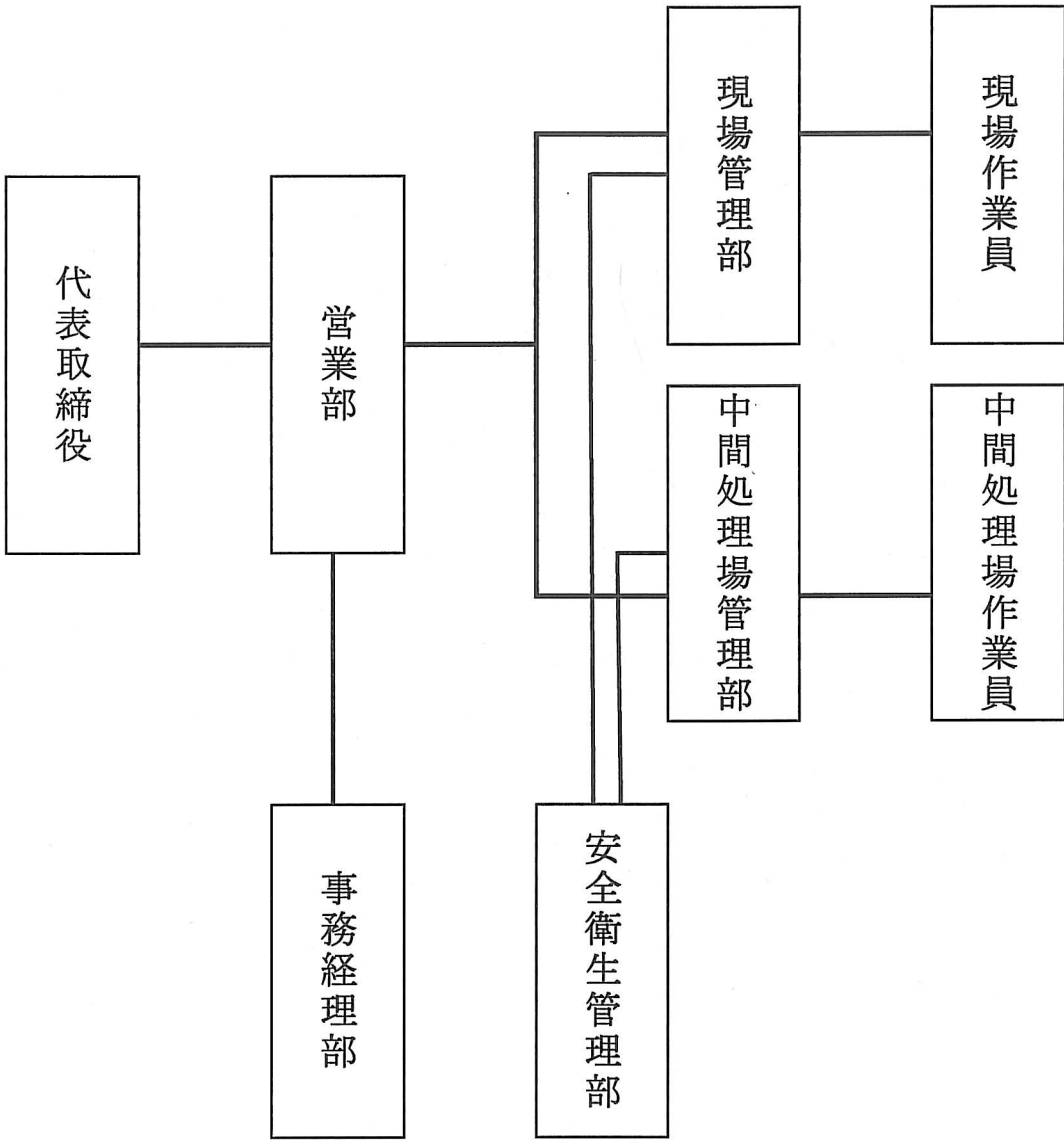 代表取締役
営業部
事務経理部
現場管理部
中間処理場管理部
安全衛生管理部
現場作業員
中間処理場作業員